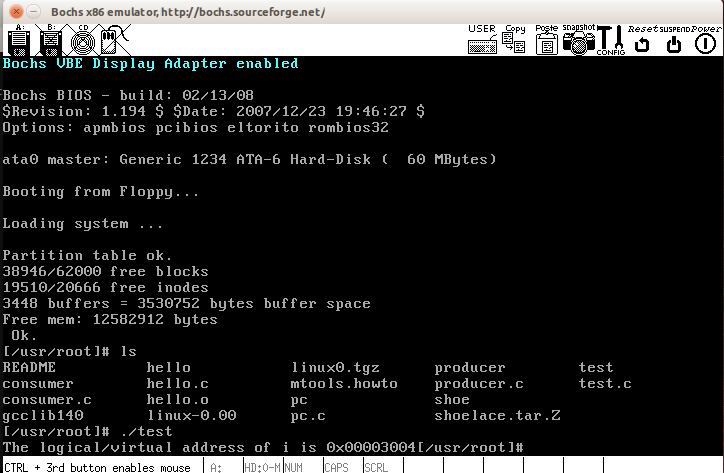 Bochs x86 emulator, http://bochs.sourceforge.net/
A: B: CD USER Copy Paste snapshot CONFIG Reset SUSPEND Power
Bochs VBE Display Adapter enabled
Bochs BIOS - build: 02/13/08
$Revision: 1.194 $ $Date: 2007/12/23 19:46:27 $
Options: apmbios pcibios eltorito rombios32
ata0 master: Generic 1234 ATA-6 Hard-Disk (  60 MBytes)
Booting from Floppy...
Loading system ...
Partition table ok.
38946/62000 free blocks
19510/20666 free inodes
3448 buffers = 3530752 bytes buffer space
Free mem: 12582912 bytes
 Ok.
[/usr/root]# ls
README hello linux0.tgz producer test
consumer hello.c mtools.howto producer.c test.c
consumer.c hello.o pc shoe
gcclib140 linux-0.00 pc.c shoelace.tar.Z
[/usr/root]# ./test
The logical/virtual address of i is 0x00003004[/usr/root]#
CTRL + 3rd button enables mouse A: HD:0-M NUM CAPS SCRL